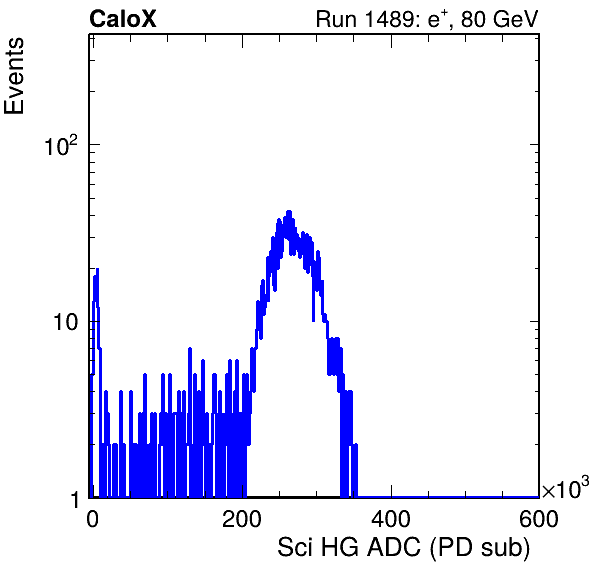 CaloX Run 1489: e⁺, 80 GeV
Events
10²
10
1
0 200 400 600
×10³
Sci HG ADC (PD sub)